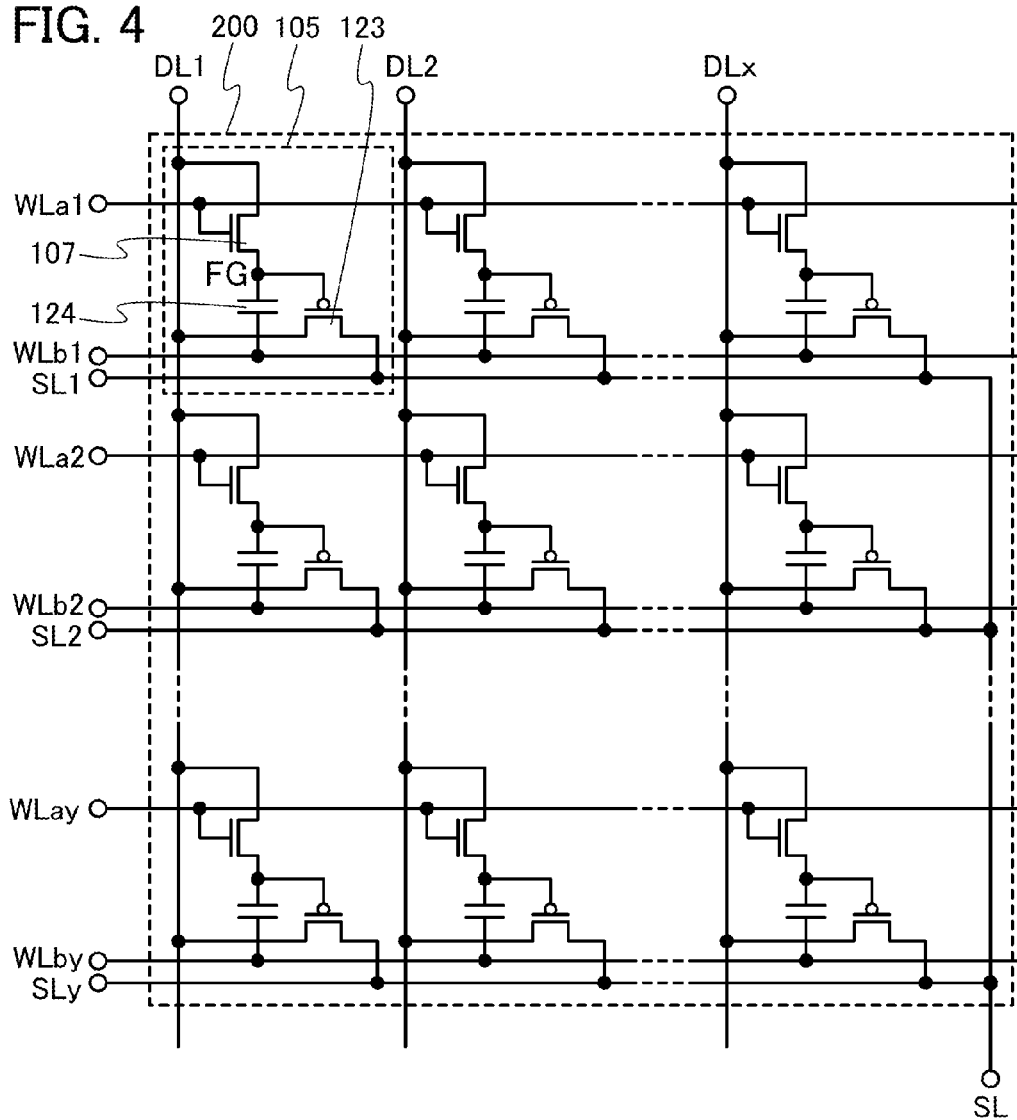 FIG. 4
200 105 123
DL1 DL2 DLx
WLa1
107
FG
124
WLb1
SL1
WLa2
WLb2
SL2
WLay
WLby
SLy
SL